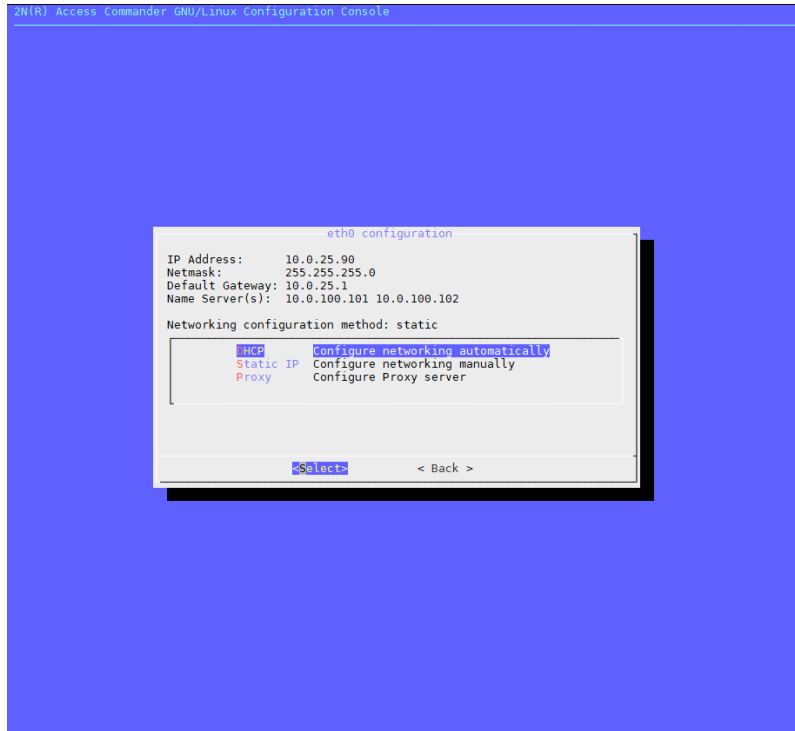 2N(R) Access Commander GNU/Linux Configuration Console
eth0 configuration
IP Address: 10.0.25.90
Netmask: 255.255.255.0
Default Gateway: 10.0.25.1
Name Server(s): 10.0.100.101 10.0.100.102
Networking configuration method: static
DHCP Configure networking automatically
Static IP Configure networking manually
Proxy Configure Proxy server
<Select> < Back >